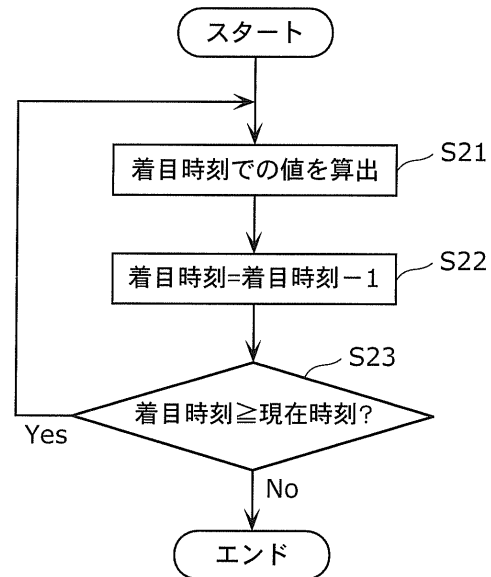 スタート
着目時刻での値を算出
S21
着目時刻=着目時刻-1
S22
S23
着目時刻≧現在時刻?
Yes
No
エンド